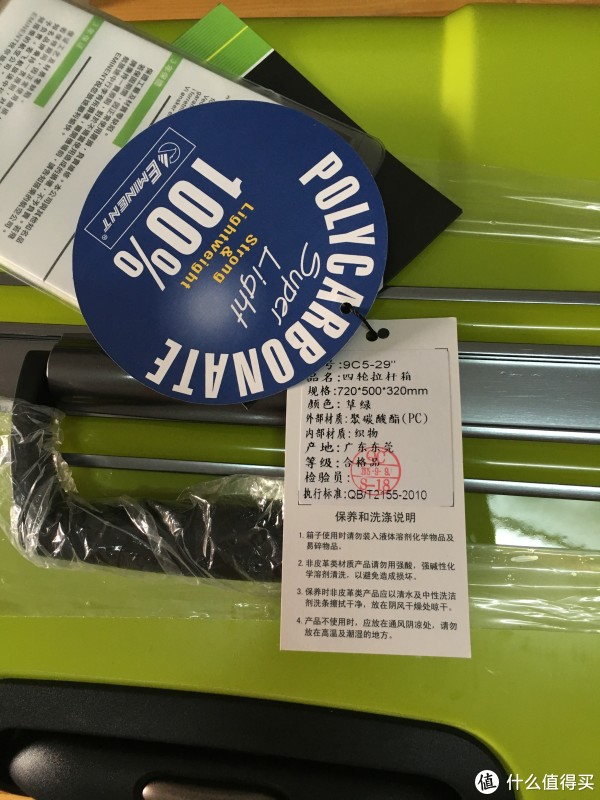 POLYCARBONATE
Super
Light
Strong
&
Lightweight
100%
EMINENT®
号:9C5-29"
品名:四轮拉杆箱
规格:720*500*320mm
颜色:草绿
外部材质:聚碳酸酯(PC)
内部材质:织物
产地:广东东莞
等级:合格品
检验员:
QC
S-18
执行标准:QB/T2155-2010
保养和洗涤说明
1. 箱子使用时请勿装入液体溶剂化学物品及
易碎物品。
2. 非皮革类材质产品请勿用强酸，强碱性化
学溶剂清洗，以避免造成损坏。
3. 保养时非皮革类产品应以清水及中性洗洁
剂洗条擦拭干净，放在阴风干燥处晾干。
4. 产品不使用时，应放在通风阴凉处，请勿
放在高温及潮湿的地方。
值 什么值得买